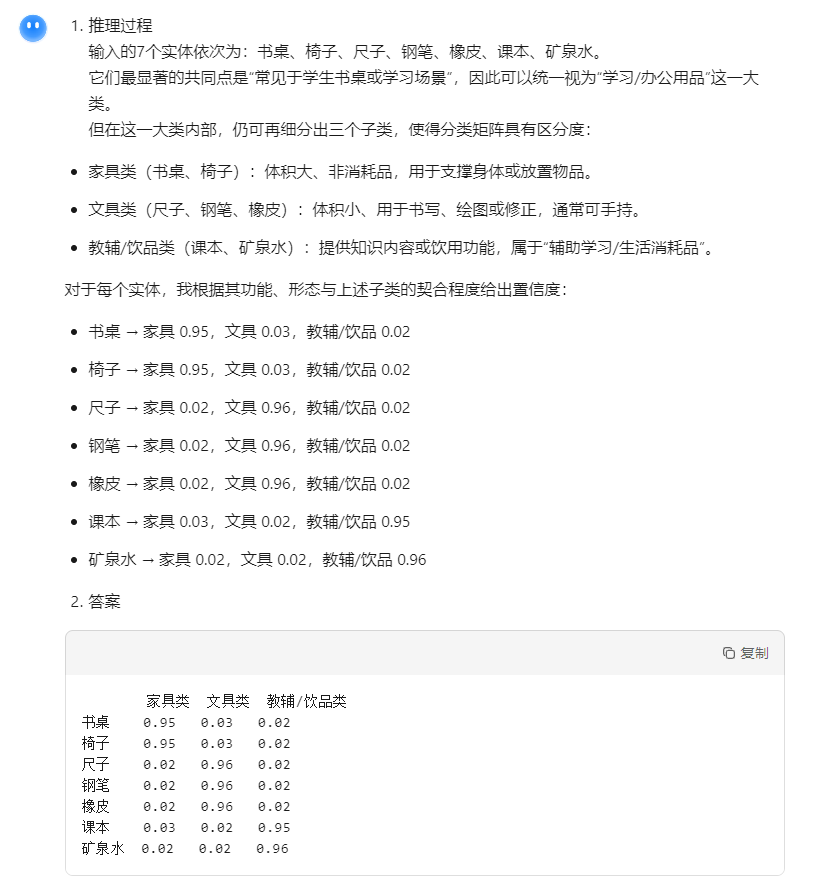 1. 推理过程
输入的7个实体依次为：书桌、椅子、尺子、钢笔、橡皮、课本、矿泉水。
它们最显著的共同点是“常见于学生书桌或学习场景”，因此可以统一视为“学习/办公用品”这一大
类。
但在这一大类内部，仍可再细分出三个子类，使得分类矩阵具有区分度：
• 家具类（书桌、椅子）：体积大、非消耗品，用于支撑身体或放置物品。
• 文具类（尺子、钢笔、橡皮）：体积小、用于书写、绘图或修正，通常可手持。
• 教辅/饮品类（课本、矿泉水）：提供知识内容或饮用功能，属于“辅助学习/生活消耗品”。
对于每个实体，我根据其功能、形态与上述子类的契合程度给出置信度：
• 书桌 → 家具 0.95，文具 0.03，教辅/饮品 0.02
• 椅子 → 家具 0.95，文具 0.03，教辅/饮品 0.02
• 尺子 → 家具 0.02，文具 0.96，教辅/饮品 0.02
• 钢笔 → 家具 0.02，文具 0.96，教辅/饮品 0.02
• 橡皮 → 家具 0.02，文具 0.96，教辅/饮品 0.02
• 课本 → 家具 0.03，文具 0.02，教辅/饮品 0.95
• 矿泉水 → 家具 0.02，文具 0.02，教辅/饮品 0.96
2. 答案
复制
家具类 文具类 教辅/饮品类
书桌 0.95 0.03 0.02
椅子 0.95 0.03 0.02
尺子 0.02 0.96 0.02
钢笔 0.02 0.96 0.02
橡皮 0.02 0.96 0.02
课本 0.03 0.02 0.95
矿泉水 0.02 0.02 0.96